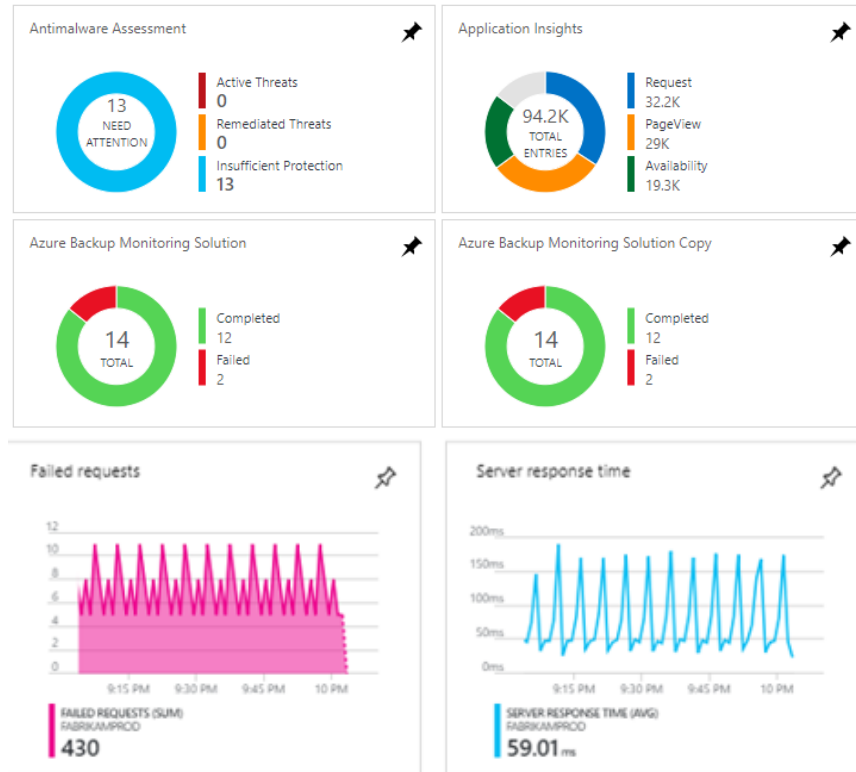 Antimalware Assessment
13
NEED
ATTENTION
Active Threats
0
Remediated Threats
0
Insufficient Protection
13
Application Insights
94.2K
TOTAL
ENTRIES
Request
32.2K
PageView
29K
Availability
19.3K
Azure Backup Monitoring Solution
14
TOTAL
Completed
12
Failed
2
Azure Backup Monitoring Solution Copy
14
TOTAL
Completed
12
Failed
2
Failed requests
12
10
8
6
4
2
0
9:15 PM 9:30 PM 9:45 PM 10 PM
FAILED REQUESTS (SUM)
FABRIKAMPROD
430
Server response time
200ms
150ms
100ms
50ms
0ms
9:15 PM 9:30 PM 9:45 PM 10 PM
SERVER RESPONSE TIME (AVG)
FABRIKAMPROD
59.01 ms